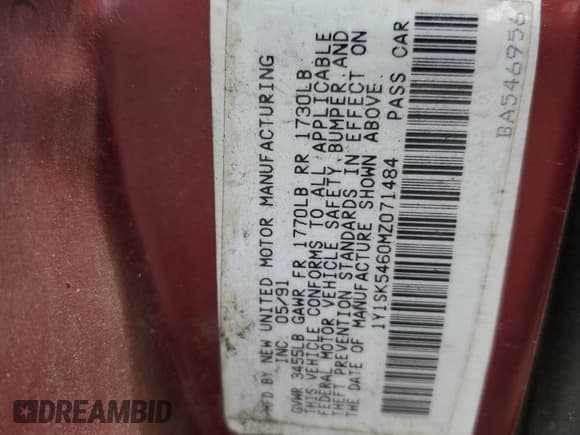 MFD BY NEW UNITED MOTOR MANUFACTURING
INC. 05/91
GVWR 3455LB GAWR FR 1770LB RR 1730LB
THIS VEHICLE CONFORMS TO ALL APPLICABLE
FEDERAL MOTOR VEHICLE SAFETY, BUMPER, AND
THEFT PREVENTION STANDARDS IN EFFECT ON
THE DATE OF MANUFACTURE SHOWN ABOVE.
1Y1SK5460MZ071484 PASS CAR
BA546956
DREAMBID